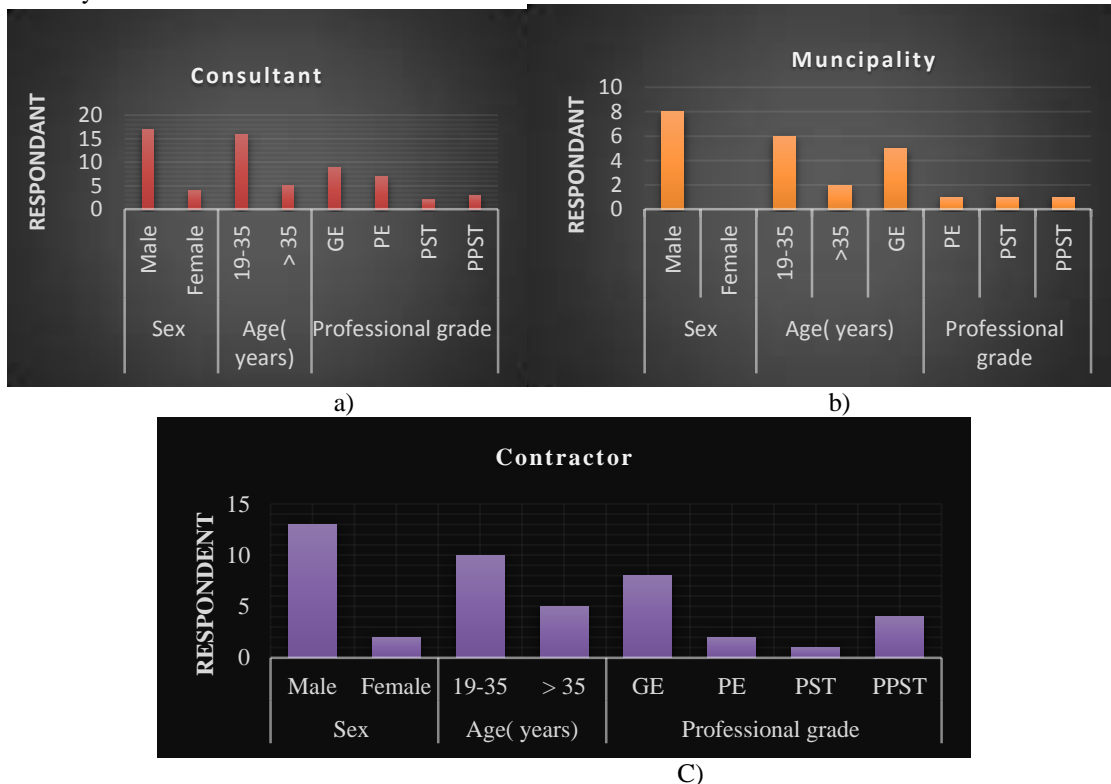 Consultant
RESPONDANT
20
15
10
5
0
Male
Female
19-35
> 35
GE
PE
PST
PPST
Sex
Age(
years)
Professional grade
a)
Muncipality
RESPONDANT
10
8
6
4
2
0
Male
Female
19-35
>35
GE
PE
PST
PPST
Sex
Age( years)
Professional
grade
b)
Contractor
RESPONDENT
15
10
5
0
Male Female 19-35 > 35 GE PE PST PPST
Sex Age( years) Professional grade
C)